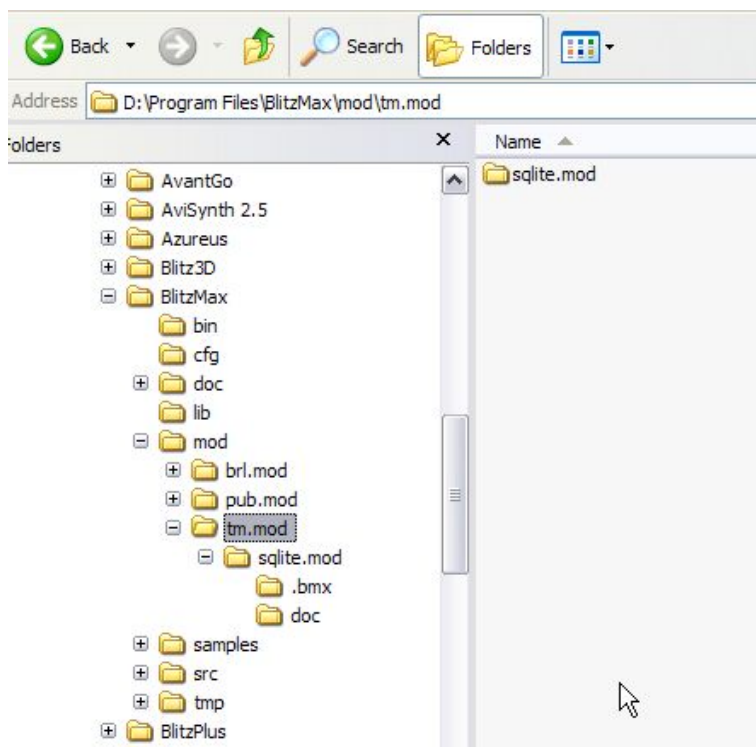 Back Search Folders
Address D:\Program Files\BlitzMax\mod\tm.mod
Folders
AvantGo
AviSynth 2.5
Azureus
Blitz3D
BlitzMax
bin
cfg
doc
lib
mod
brl.mod
pub.mod
tm.mod
sqlite.mod
.bmx
doc
samples
src
tmp
BlitzPlus
Name
sqlite.mod